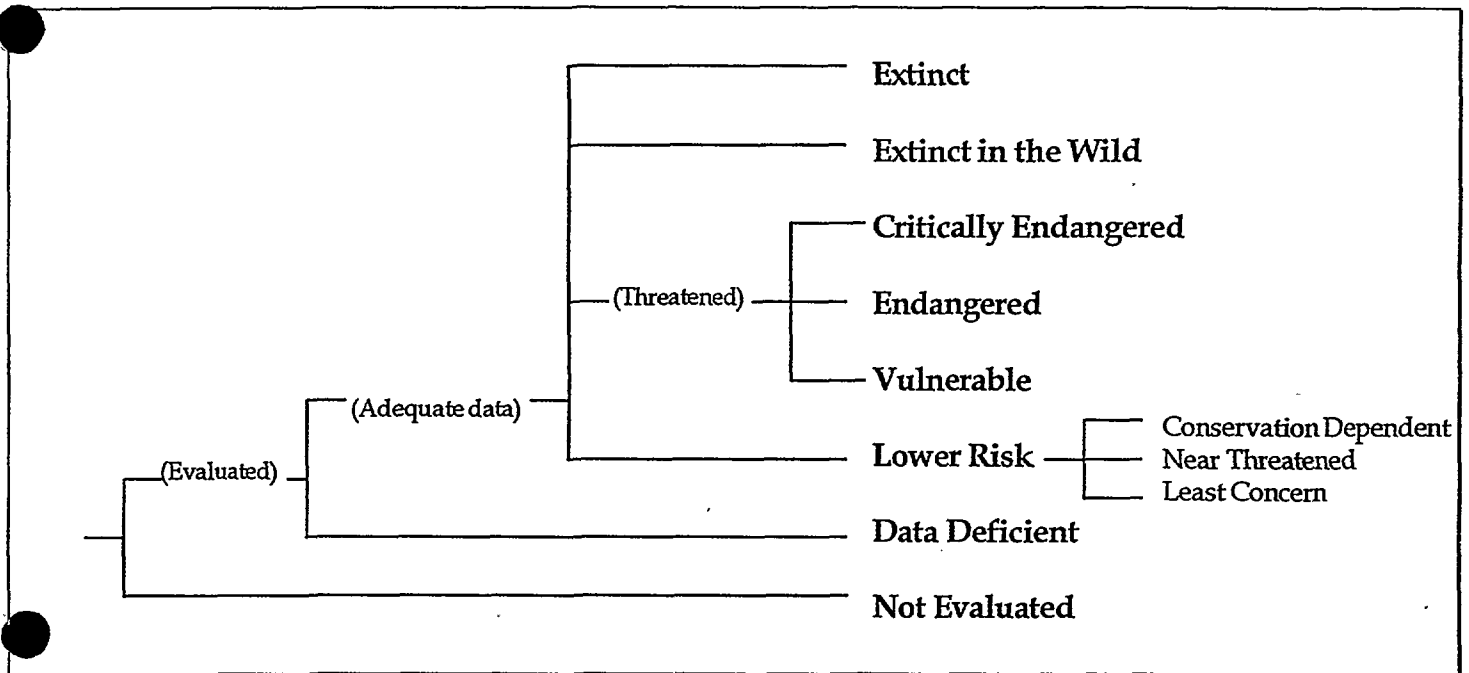 Extinct
Extinct in the Wild
Critically Endangered
(Threatened)
Endangered
Vulnerable
(Adequate data)
Conservation Dependent
Lower Risk
Near Threatened
(Evaluated)
Least Concern
Data Deficient
Not Evaluated